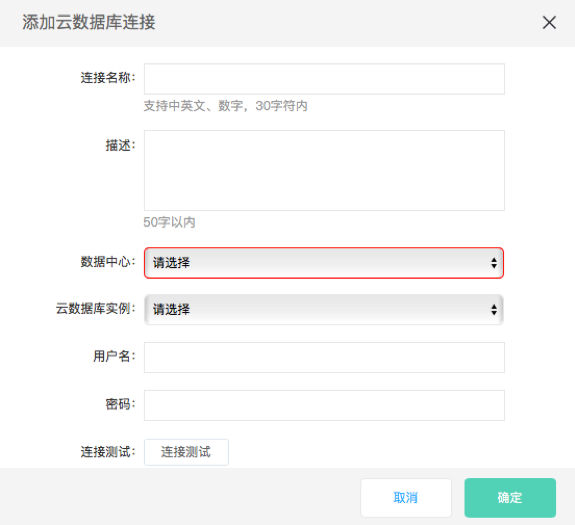 添加云数据库连接
连接名称:
支持中英文、数字，30字符内
描述:
50字以内
数据中心: 请选择
云数据库实例: 请选择
用户名:
密码:
连接测试: 连接测试
取消 确定